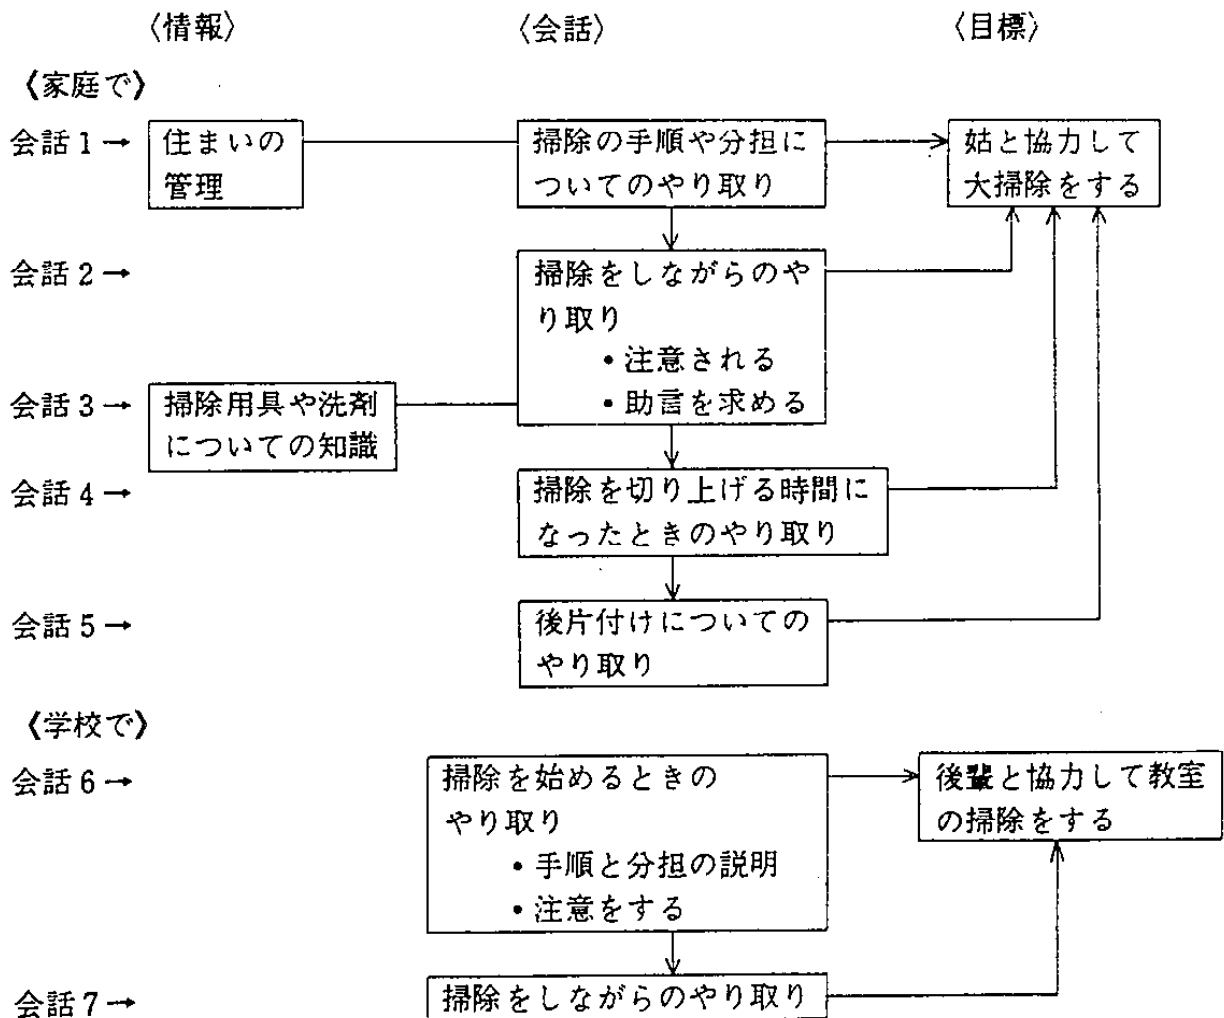 〈情報〉 〈会話〉 〈目標〉
〈家庭で〉
会話1→ 住まいの 掃除の手順や分担に 姑と協力して
管理 ついてのやり取り 大掃除をする
会話2→ 掃除をしながらのや
り取り
・注意される
会話3→ 掃除用具や洗剤 ・助言を求める
についての知識
会話4→ 掃除を切り上げる時間に
なったときのやり取り
会話5→ 後片付けについての
やり取り
〈学校で〉
会話6→ 掃除を始めるときの 後輩と協力して教室
やり取り の掃除をする
・手順と分担の説明
・注意をする
会話7→ 掃除をしながらのやり取り